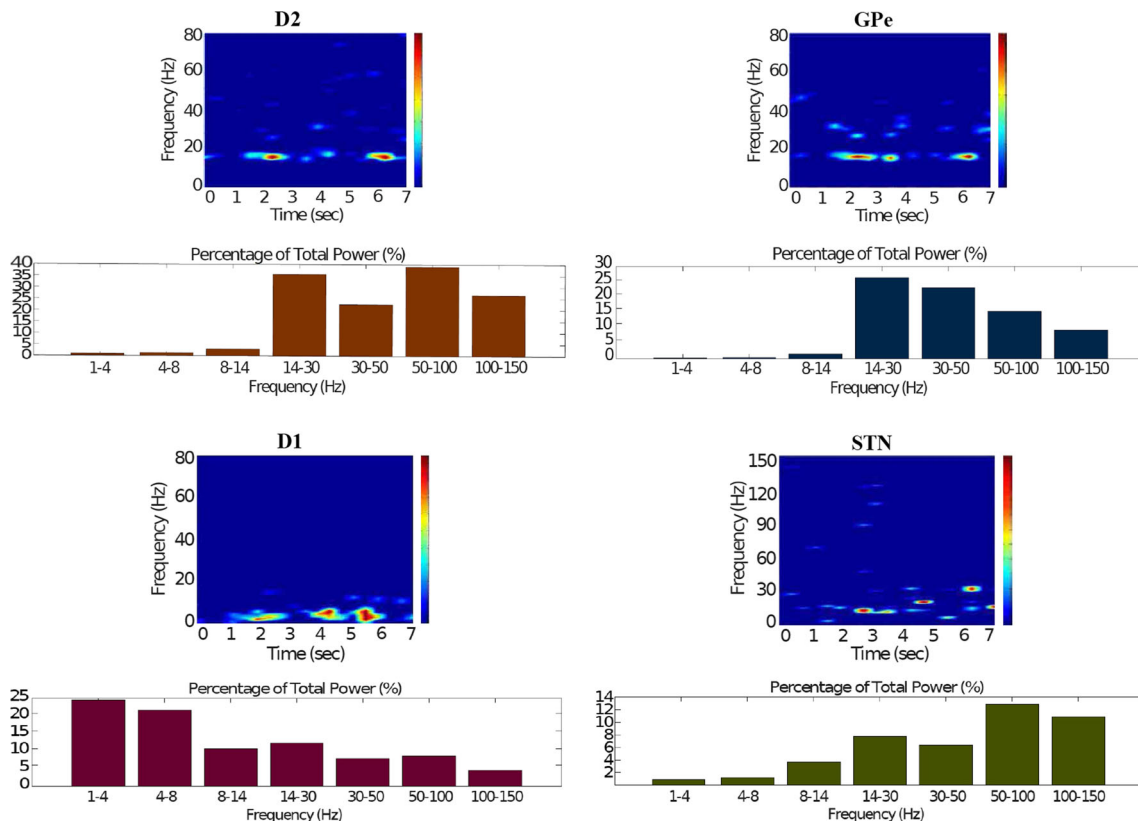 D2
80
60
40
20
0
Frequency (Hz)
0 1 2 3 4 5 6 7
Time (sec)
Percentage of Total Power (%)
40
35
30
25
20
15
10
5
0
1-4 4-8 8-14 14-30 30-50 50-100 100-150
Frequency (Hz)
GPe
80
60
40
20
0
Frequency (Hz)
0 1 2 3 4 5 6 7
Time (sec)
Percentage of Total Power (%)
30
25
20
15
10
5
0
1-4 4-8 8-14 14-30 30-50 50-100 100-150
Frequency (Hz)
D1
80
60
40
20
0
Frequency (Hz)
0 1 2 3 4 5 6 7
Time (sec)
Percentage of Total Power (%)
25
20
15
10
5
0
1-4 4-8 8-14 14-30 30-50 50-100 100-150
Frequency (Hz)
STN
150
120
90
60
30
0
Frequency (Hz)
0 1 2 3 4 5 6 7
Time (sec)
Percentage of Total Power (%)
14
12
10
8
6
4
2
1-4 4-8 8-14 14-30 30-50 50-100 100-150
Frequency (Hz)